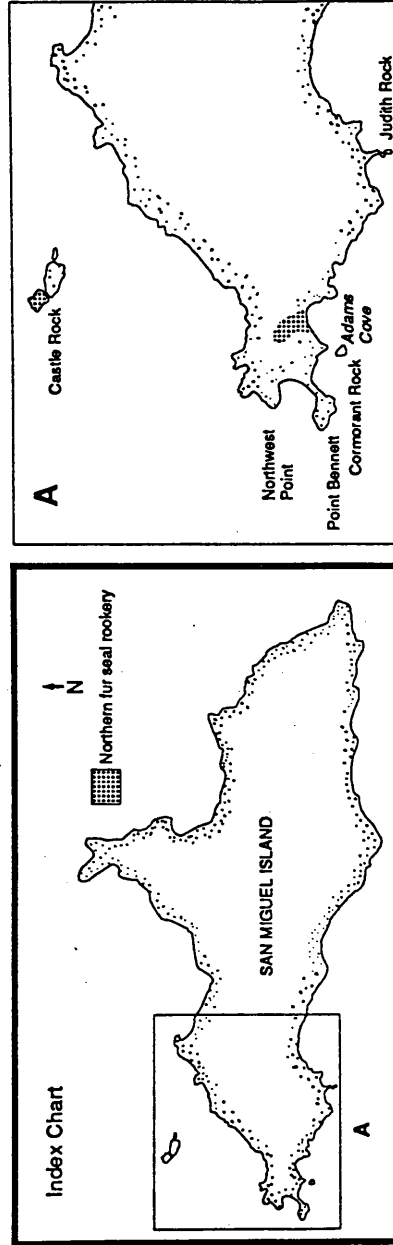 Index Chart
N
Northern fur seal rookery
SAN MIGUEL ISLAND
A
A
Castle Rock
Northwest
Point
Point Bennett
Cormorant Rock
Adams
Cove
Judith Rock